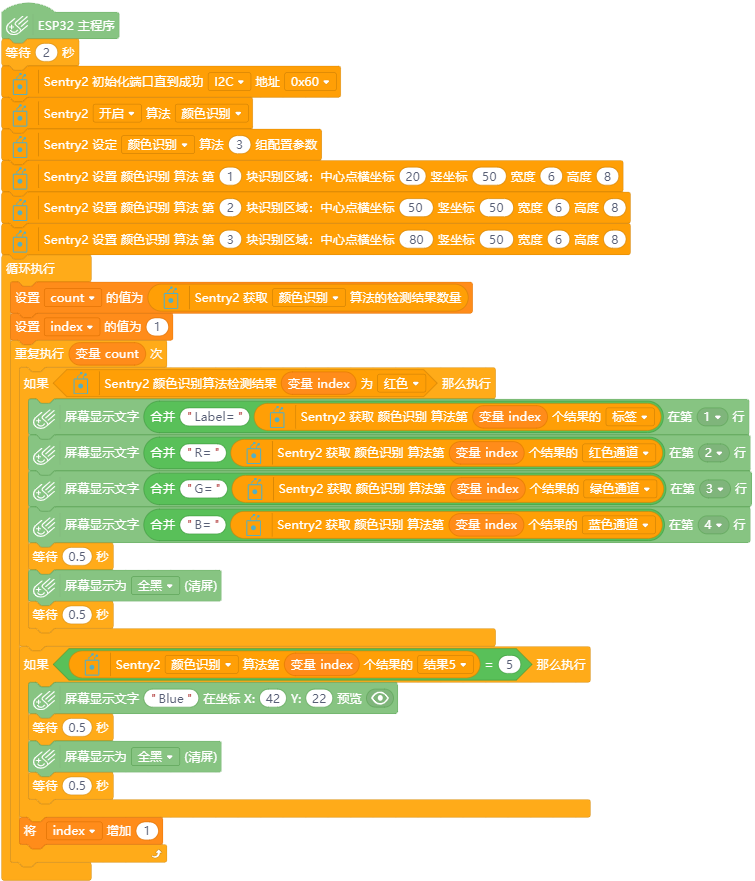 ESP32 主程序
等待 2 秒
Sentry2 初始化端口直到成功 I2C 地址 0x60
Sentry2 开启 算法 颜色识别
Sentry2 设定 颜色识别 算法 3 组配置参数
Sentry2 设置 颜色识别 算法 第 1 块识别区域：中心点横坐标 20 竖坐标 50 宽度 6 高度 8
Sentry2 设置 颜色识别 算法 第 2 块识别区域：中心点横坐标 50 竖坐标 50 宽度 6 高度 8
Sentry2 设置 颜色识别 算法 第 3 块识别区域：中心点横坐标 80 竖坐标 50 宽度 6 高度 8
循环执行
设置 count 的值为 Sentry2 获取 颜色识别 算法的检测结果数量
设置 index 的值为 1
重复执行 变量 count 次
如果 Sentry2 颜色识别算法检测结果 变量 index 为 红色 那么执行
屏幕显示文字 合并 "Label= " Sentry2 获取 颜色识别 算法第 变量 index 个结果的 标签 在第 1 行
屏幕显示文字 合并 "R= " Sentry2 获取 颜色识别 算法第 变量 index 个结果的 红色通道 在第 2 行
屏幕显示文字 合并 "G= " Sentry2 获取 颜色识别 算法第 变量 index 个结果的 绿色通道 在第 3 行
屏幕显示文字 合并 "B= " Sentry2 获取 颜色识别 算法第 变量 index 个结果的 蓝色通道 在第 4 行
等待 0.5 秒
屏幕显示为 全黑 (清屏)
等待 0.5 秒
如果 Sentry2 颜色识别 算法第 变量 index 个结果的 结果5 = 5 那么执行
屏幕显示文字 "Blue " 在坐标 X: 42 Y: 22 预览
等待 0.5 秒
屏幕显示为 全黑 (清屏)
等待 0.5 秒
将 index 增加 1